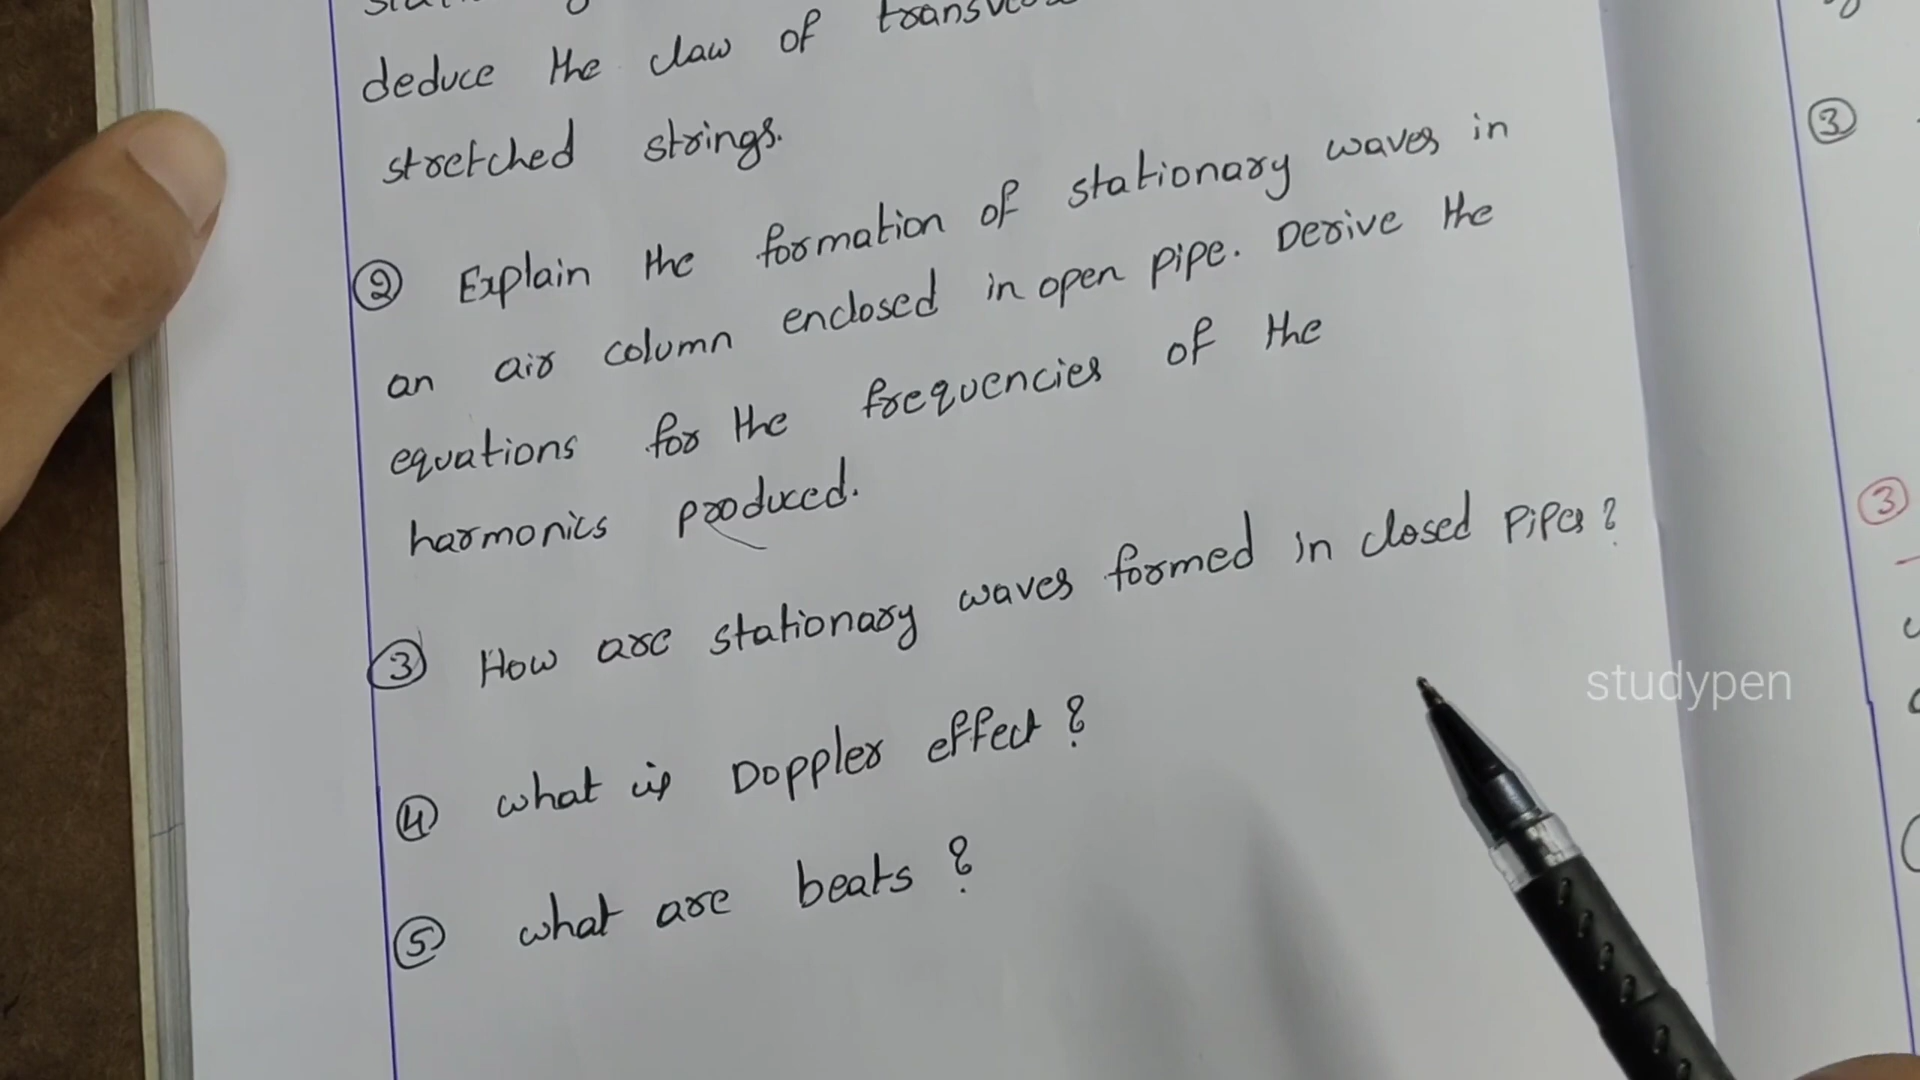 deduce the claw of
stretched strings.
② Explain the formation of stationary waves in
an air column enclosed in open pipe. Derive the
equations for the frequencies of the
harmonics produced.
③ How are stationary waves formed in closed pipes?
④ what is Doppler effect?
⑤ what are beats?
③
③
studypen